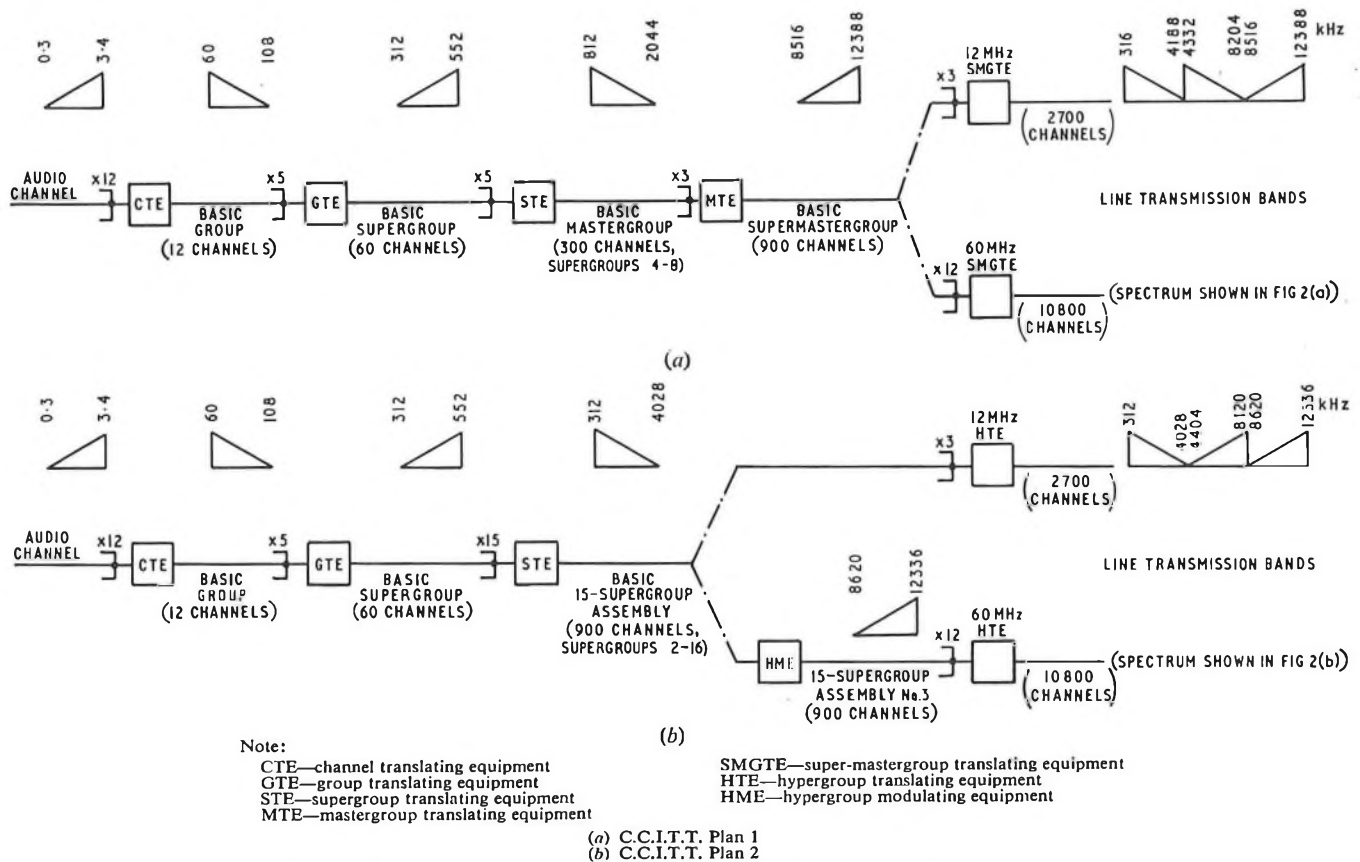 0·3 3·4 60 108 312 552 812 2044 8516 12388 316 4188 4332 8204 8516 12388 kHz
12 MHz
SMGTE
x3
(2700
CHANNELS)
AUDIO
CHANNEL
x12
CTE
BASIC
GROUP
(12 CHANNELS)
x5
GTE
BASIC
SUPERGROUP
(60 CHANNELS)
x5
STE
BASIC
MASTERGROUP
(300 CHANNELS,
SUPERGROUPS 4-8)
x3
MTE
BASIC
SUPERMASTERGROUP
(900 CHANNELS)
LINE TRANSMISSION BANDS
60 MHz
SMGTE
x12
(10800
CHANNELS)
(SPECTRUM SHOWN IN FIG 2(a))
(a)
0·3 3·4 60 108 312 552 312 4028 312 4028 4404 8120 8620 12336 kHz
12 MHz
HTE
x3
(2700
CHANNELS)
AUDIO
CHANNEL
x12
CTE
BASIC
GROUP
(12 CHANNELS)
x5
GTE
BASIC
SUPERGROUP
(60 CHANNELS)
x15
STE
BASIC
15-SUPERGROUP
ASSEMBLY
(900 CHANNELS,
SUPERGROUPS 2-16)
LINE TRANSMISSION BANDS
8620 12336
HME
15-SUPERGROUP
ASSEMBLY No.3
(900 CHANNELS)
x12
60 MHz
HTE
(10800
CHANNELS)
(SPECTRUM SHOWN IN FIG 2(b))
(b)
Note:
CTE—channel translating equipment
GTE—group translating equipment
STE—supergroup translating equipment
MTE—mastergroup translating equipment
SMGTE—super-mastergroup translating equipment
HTE—hypergroup translating equipment
HME—hypergroup modulating equipment
(a) C.C.I.T.T. Plan 1
(b) C.C.I.T.T. Plan 2